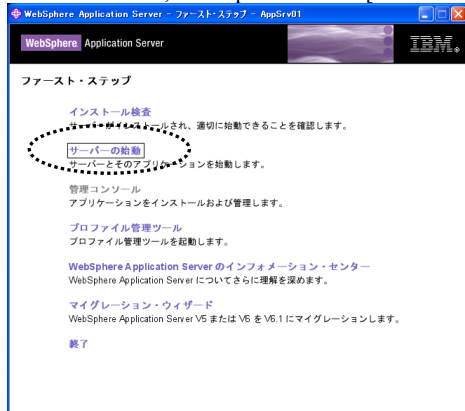 WebSphere Application Server - ファースト・ステップ - AppSrv01
WebSphere Application Server
IBM
ファースト・ステップ
インストール検査
サーバーがインストールされ、適切に始動できることを確認します。
サーバーの始動
サーバーとそのアプリケーションを始動します。
管理コンソール
アプリケーションをインストールおよび管理します。
プロファイル管理ツール
プロファイル管理ツールを起動します。
WebSphere Application Server のインフォメーション・センター
WebSphere Application Server についてさらに理解を深めます。
マイグレーション・ウィザード
WebSphere Application Server V5 または V6 を V6.1 にマイグレーションします。
終了